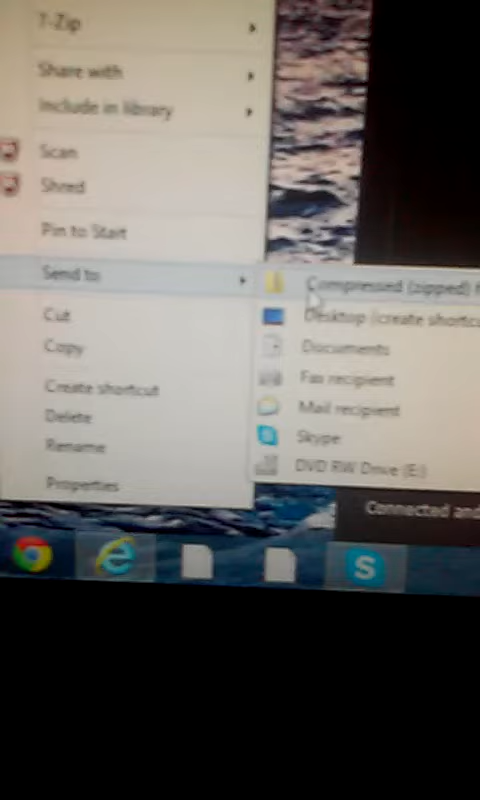 7-Zip
Share with
Include in library
Scan
Shred
Pin to Start
Send to
Cut
Copy
Create shortcut
Delete
Rename
Properties
Compressed (zipped) f
Desktop (create shortcu
Documents
Fax recipient
Mail recipient
Skype
DVD RW Drive (E:)
Connected and